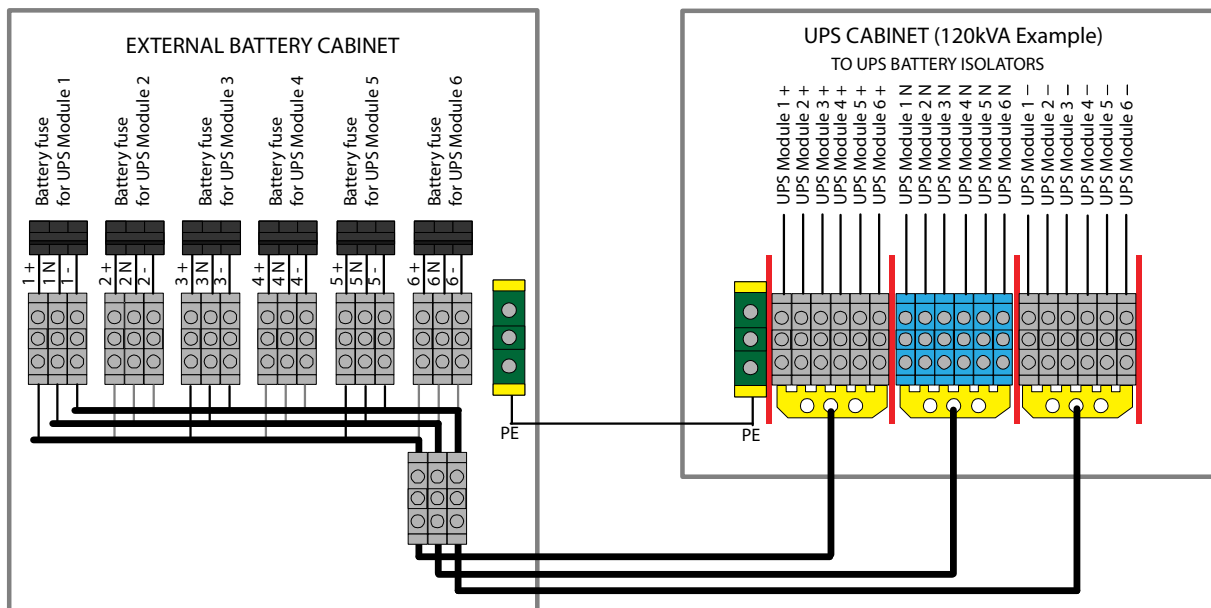 EXTERNAL BATTERY CABINET
Battery fuse
for UPS Module 1
Battery fuse
for UPS Module 2
Battery fuse
for UPS Module 3
Battery fuse
for UPS Module 4
Battery fuse
for UPS Module 5
Battery fuse
for UPS Module 6
1 +
1 N
1 -
2 +
2 N
2 -
3 +
3 N
3 -
4 +
4 N
4 -
5 +
5 N
5 -
6 +
6 N
6 -
PE
UPS CABINET (120kVA Example)
TO UPS BATTERY ISOLATORS
UPS Module 1 +
UPS Module 2 +
UPS Module 3 +
UPS Module 4 +
UPS Module 5 +
UPS Module 6 +
UPS Module 1 N
UPS Module 2 N
UPS Module 3 N
UPS Module 4 N
UPS Module 5 N
UPS Module 6 N
UPS Module 1 –
UPS Module 2 –
UPS Module 3 –
UPS Module 4 –
UPS Module 5 –
UPS Module 6 –
PE